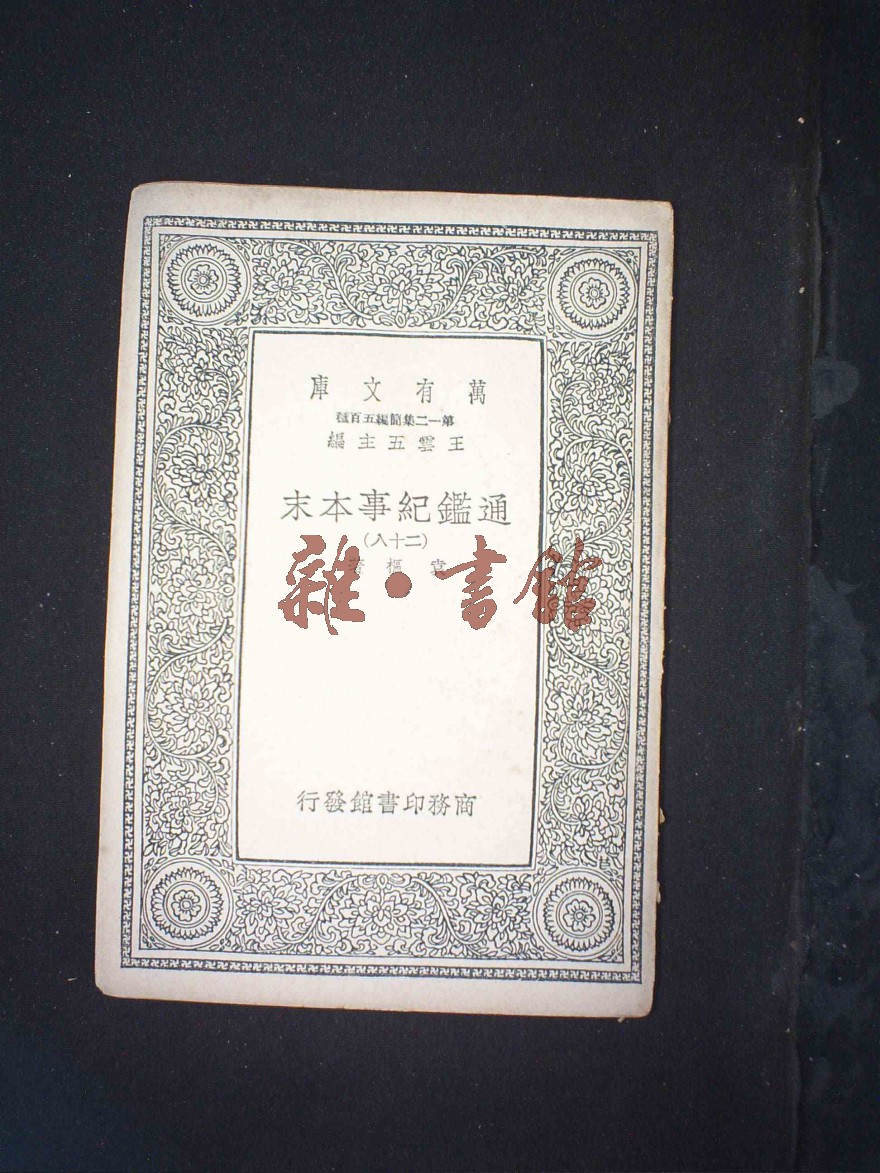 萬有文庫
第一二集簡編五百種
王雲五主編
通鑑紀事本末
(二十八)
袁樞著
雜·書館
商務印書館發行